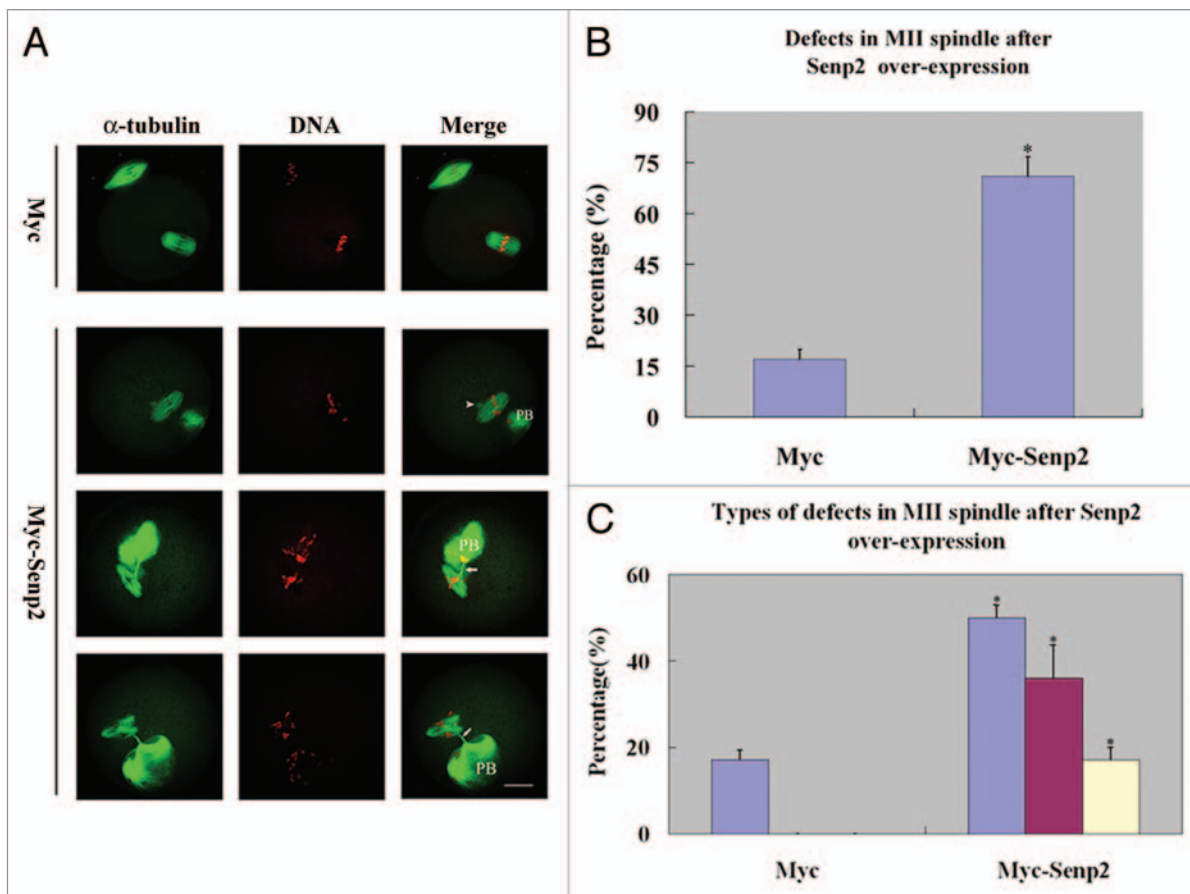 A
α-tubulin DNA Merge
Myc
Myc-Senp2
PB
PB
PB
B
Defects in MII spindle after
Senp2 over-expression
Percentage (%)
90
75
60
45
30
15
0
*
Myc Myc-Senp2
C
Types of defects in MII spindle after Senp2
over-expression
Percentage(%)
60
40
20
0
*
*
*
Myc Myc-Senp2